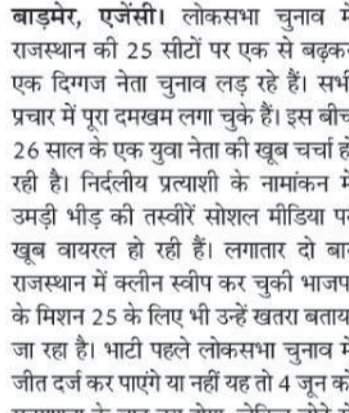 बाड़मेर, एजेंसी। लोकसभा चुनाव में
राजस्थान की 25 सीटों पर एक से बढ़कर
एक दिग्गज नेता चुनाव लड़ रहे हैं। सभी
प्रचार में पूरा दमखम लगा चुके हैं। इस बीच
26 साल के एक युवा नेता की खूब चर्चा हो
रही है। निर्दलीय प्रत्याशी के नामांकन में
उमड़ी भीड़ की तस्वीरें सोशल मीडिया पर
खूब वायरल हो रही हैं। लगातार दो बार
राजस्थान में क्लीन स्वीप कर चुकी भाजपा
के मिशन 25 के लिए भी उन्हें खतरा बताया
जा रहा है। भाटी पहले लोकसभा चुनाव में
जीत दर्ज कर पाएंगे या नहीं यह तो 4 जून को